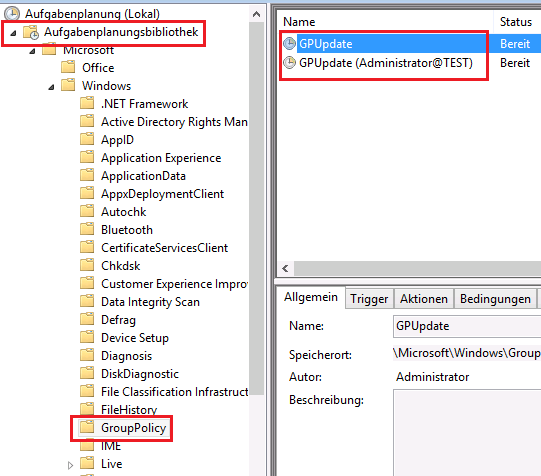 Aufgabenplanung (Lokal)
Aufgabenplanungsbibliothek
Microsoft
Office
Windows
.NET Framework
Active Directory Rights Man
AppID
Application Experience
ApplicationData
AppxDeploymentClient
Autochk
Bluetooth
CertificateServicesClient
Chkdsk
Customer Experience Improv
Data Integrity Scan
Defrag
Device Setup
Diagnosis
DiskDiagnostic
File Classification Infrastruct
FileHistory
GroupPolicy
IME
Live
Name Status
GPUpdate Bereit
GPUpdate (Administrator@TEST) Bereit
Allgemein Trigger Aktionen Bedingungen
Name: GPUpdate
Speicherort: \Microsoft\Windows\Group
Autor: Administrator
Beschreibung: